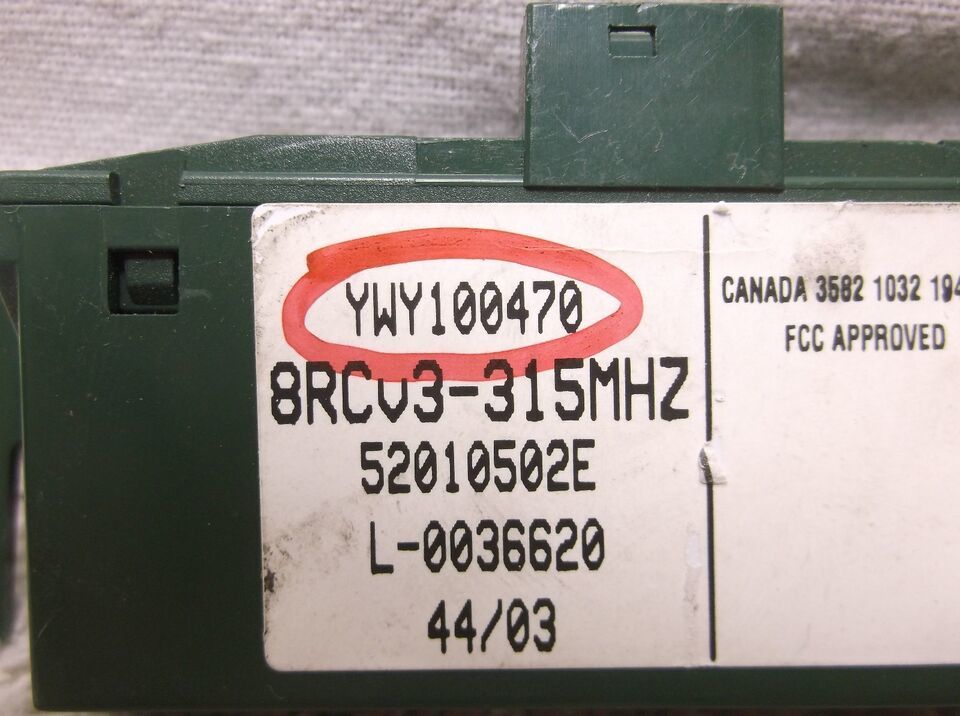 YWY100470
8RCv3-315MHZ
52010502E
L-0036620
44/03
CANADA 3582 1032 194
FCC APPROVED